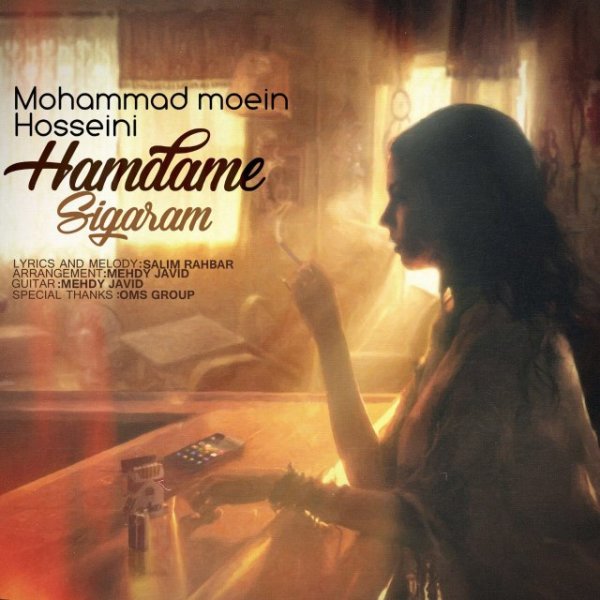 Mohammad moein
Hosseini
Hamdame
Sigaram
LYRICS AND MELODY:SALIM RAHBAR
ARRANGEMENT:MEHDY JAVID
GUITAR:MEHDY JAVID
SPECIAL THANKS :OMS GROUP